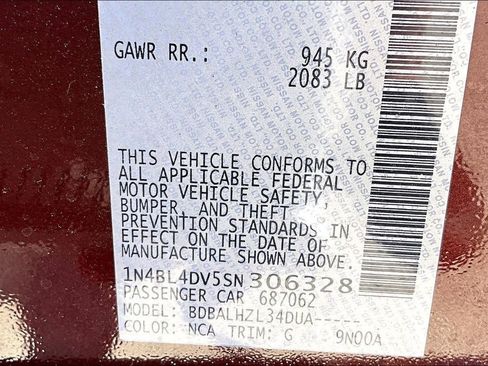 GAWR RR.: 945 KG
2083 LB
THIS VEHICLE CONFORMS TO
ALL APPLICABLE FEDERAL
MOTOR VEHICLE SAFETY,
BUMPER, AND THEFT
PREVENTION STANDARDS IN
EFFECT ON THE DATE OF
MANUFACTURE SHOWN ABOVE.
1N4BL4DV5SN306328
PASSENGER CAR 687062
MODEL: BDBALHZL34DUA-----
COLOR: NCA TRIM: G 9N00A